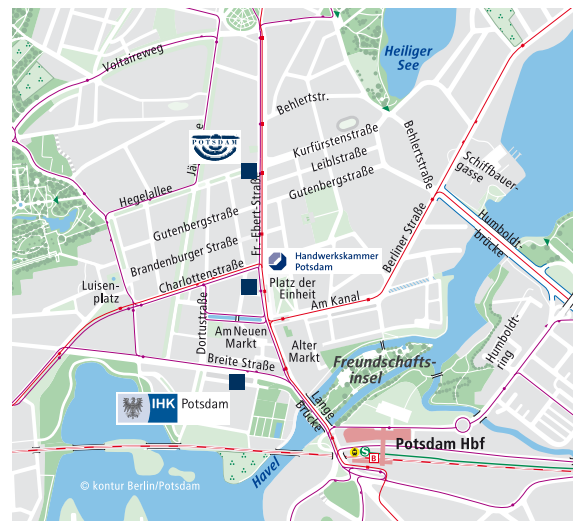 Heiliger
See
Voltaireweg
Behlertstr.
POTSDAM
Kurfürstenstraße
Leiblstraße
Gutenbergstraße
Behlertstraße
Schiffbauer-
gasse
Hegelallee
Gutenbergstraße
Brandenburger Straße
Charlottenstraße
Fr.-Ebert-Straße
Berliner Straße
Humboldt-
brücke
Handwerkskammer
Potsdam
Luisen-
platz
Platz der
Einheit
Am Kanal
Dortustraße
Am Neuen
Markt
Alter
Markt
Breite Straße
Freundschafts-
insel
Humboldt-
ring
IHK Potsdam
Lange
Brücke
Potsdam Hbf
S
B
Havel
© kontur Berlin/Potsdam